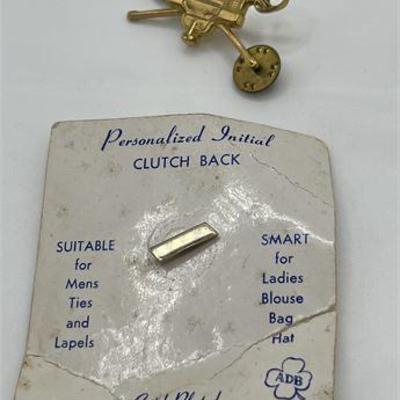 Personalized Initial
CLUTCH BACK
SUITABLE
for
Mens
Ties
and
Lapels
SMART
for
Ladies
Blouse
Bag
Hat
ADB